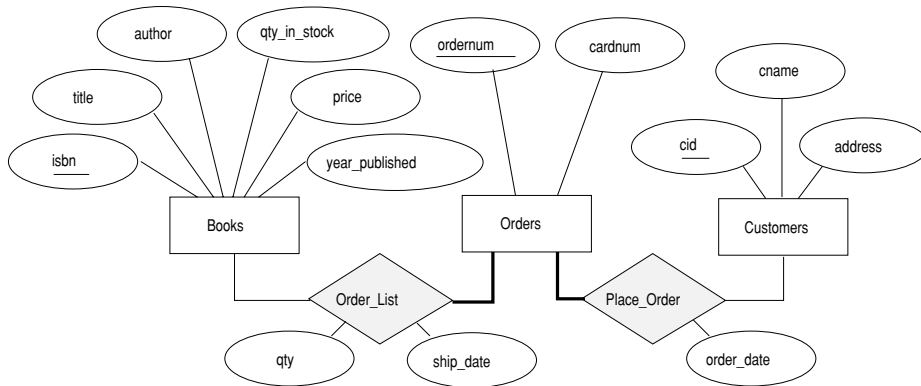 author
qty_in_stock
ordernum
cardnum
cname
title
price
isbn
year_published
cid
address
Books
Orders
Customers
Order_List
Place_Order
qty
ship_date
order_date